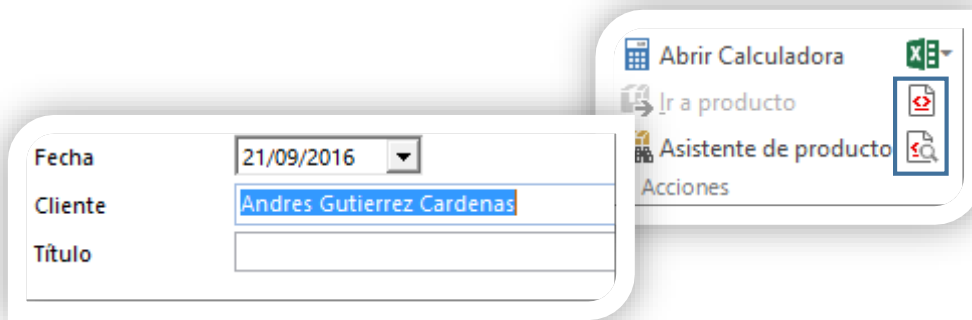 Abrir Calculadora
Ir a producto
Asistente de producto
Acciones
Fecha 21/09/2016
Cliente Andres Gutierrez Cardenas
Título